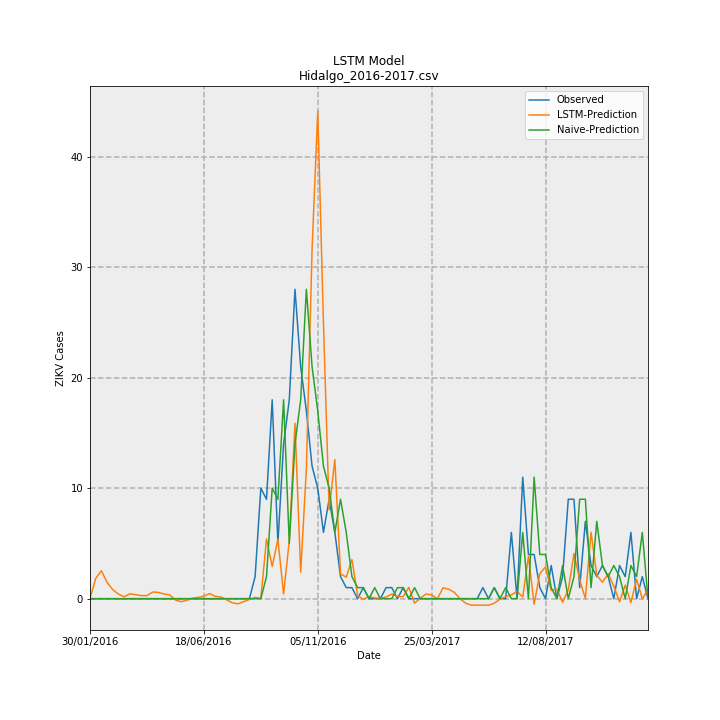 LSTM Model
Hidalgo_2016-2017.csv
Observed
LSTM-Prediction
Naive-Prediction
40
30
20
10
0
ZIKV Cases
30/01/2016
18/06/2016
05/11/2016
25/03/2017
12/08/2017
Date